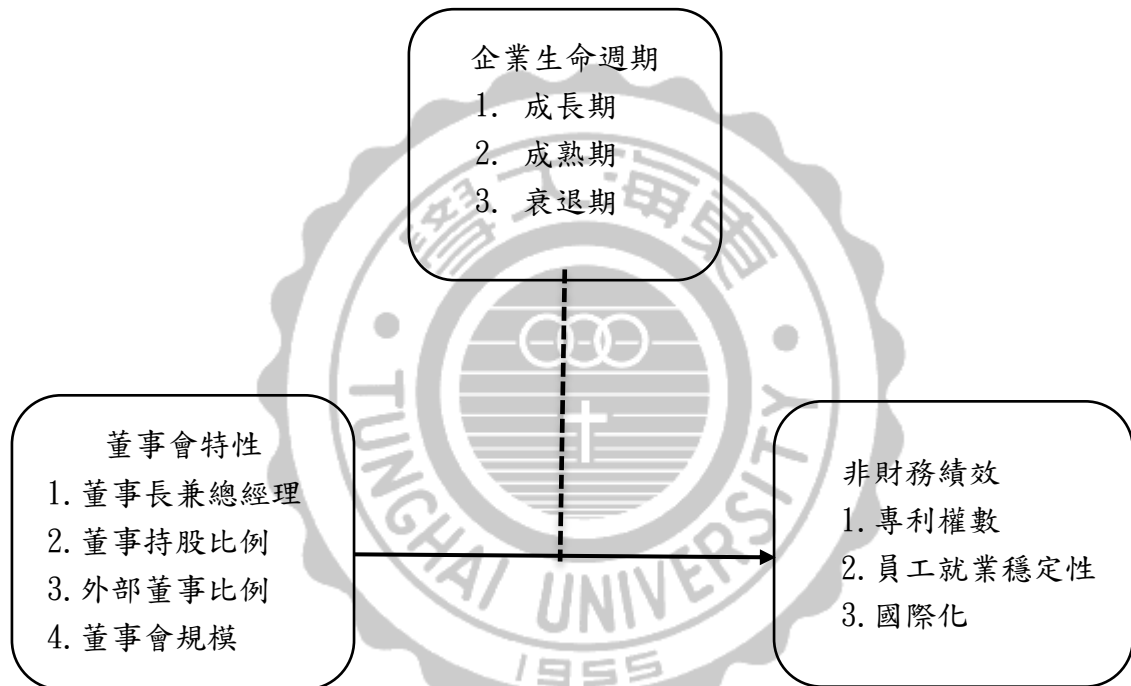 企業生命週期
1. 成長期
2. 成熟期
3. 衰退期
董事會特性
1.董事長兼總經理
2.董事持股比例
3.外部董事比例
4.董事會規模
非財務績效
1.專利權數
2.員工就業穩定性
3.國際化
學大海東
TUNGHAI UNIVERSITY
1955